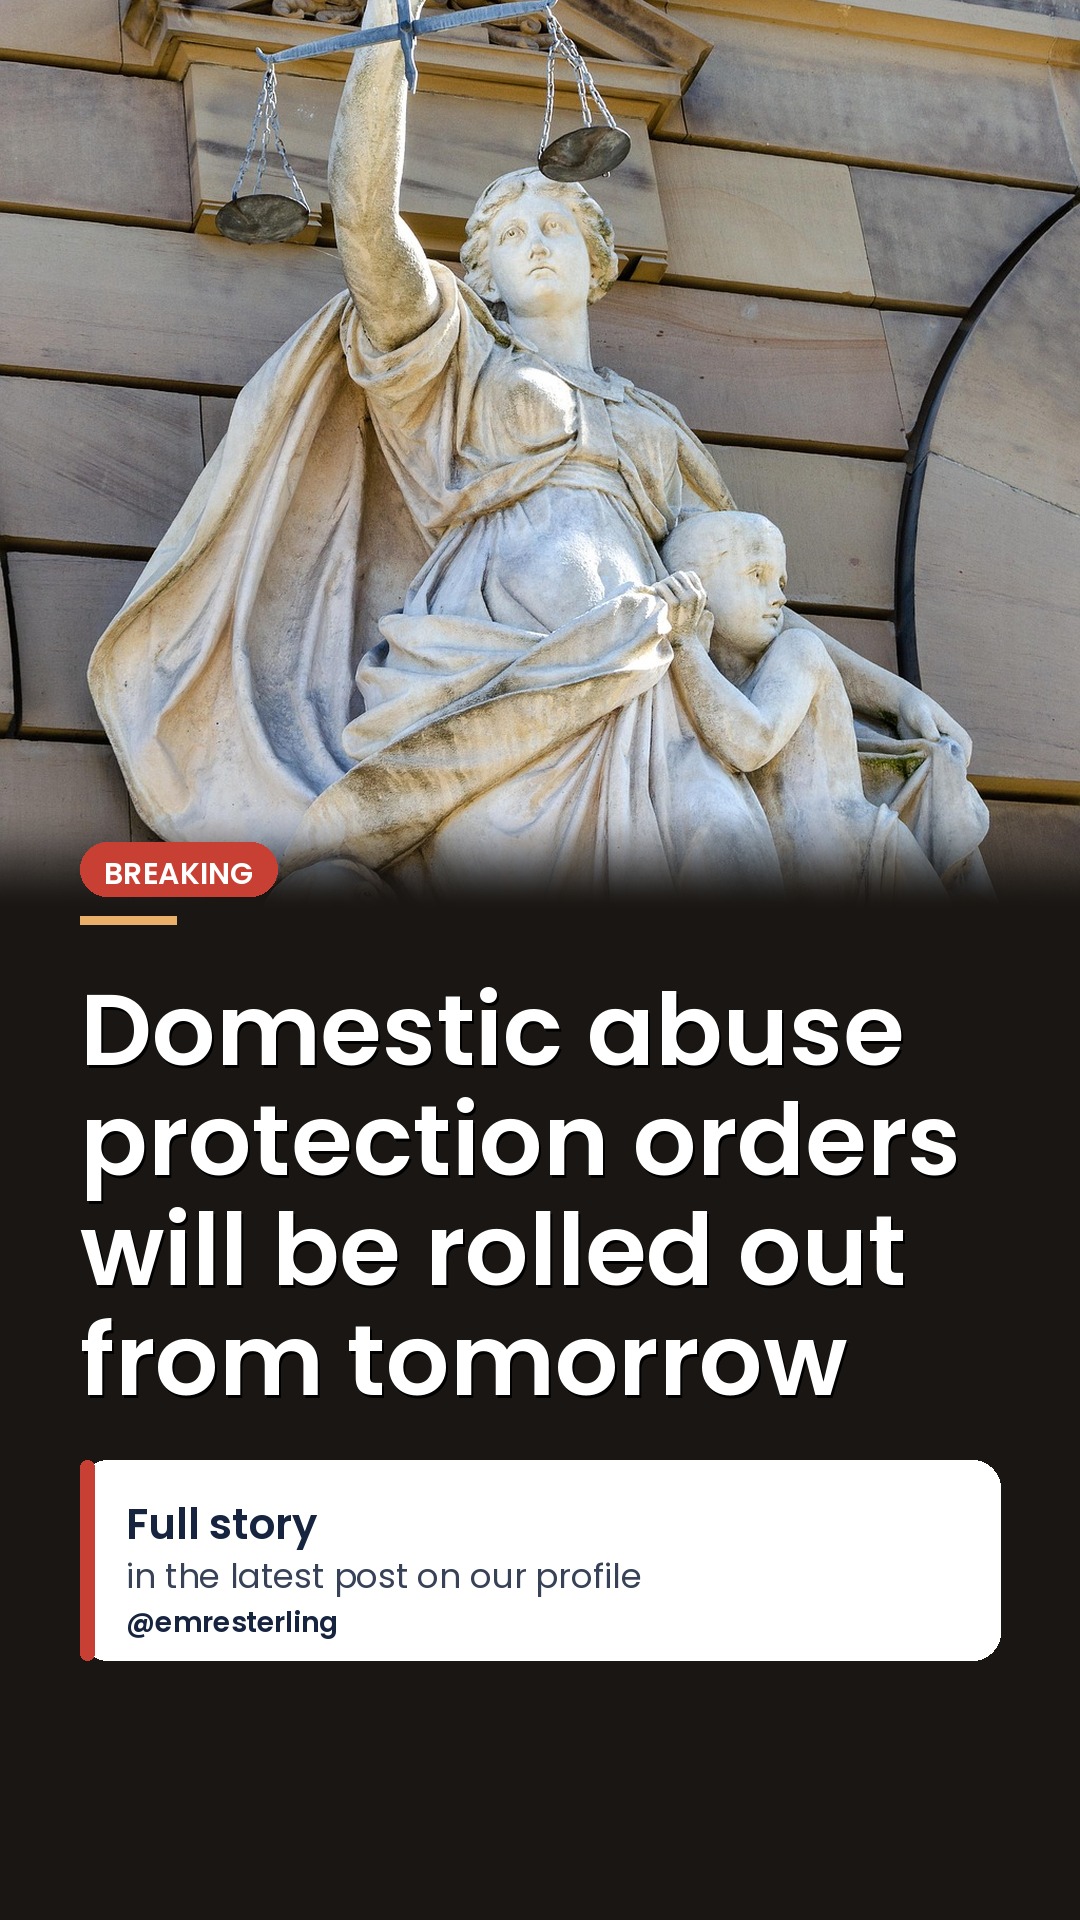 BREAKING
Domestic abuse
protection orders
will be rolled out
from tomorrow
Full story
in the latest post on our profile
@emresterling